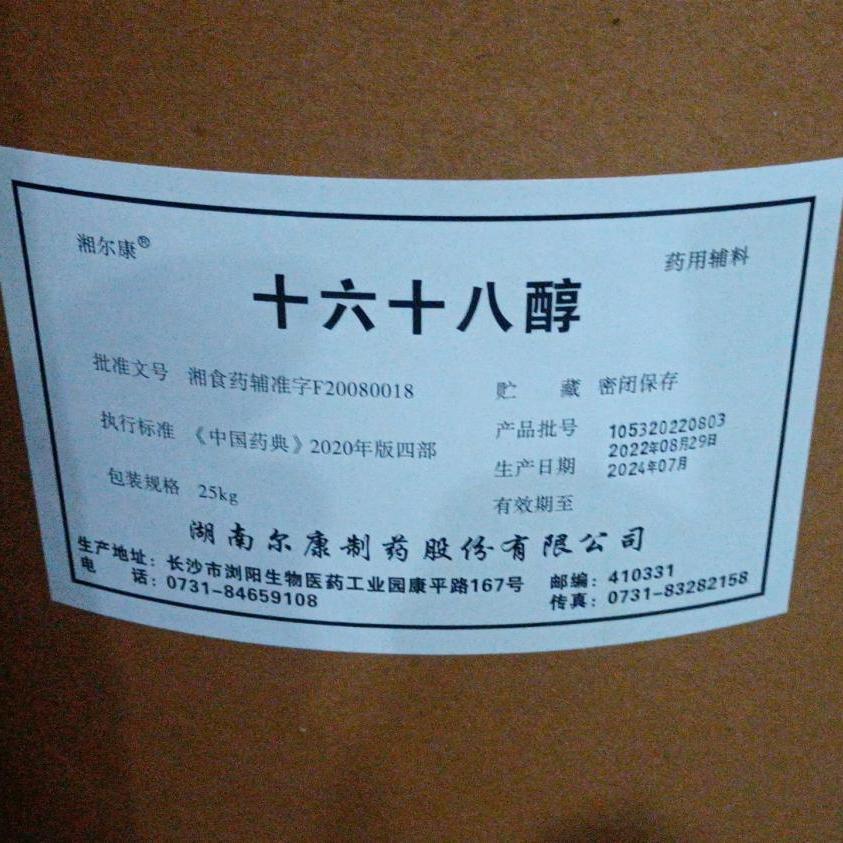 湘尔康®
药用辅料
十六十八醇
批准文号 湘食药辅准字F20080018
执行标准 《中国药典》2020年版四部
包装规格 25kg
贮 藏 密闭保存
产品批号 105320220803
生产日期 2022年08月29日
有效期至 2024年07月
湖南尔康制药股份有限公司
生产地址：长沙市浏阳生物医药工业园康平路167号 邮编：410331
电 话：0731-84659108 传真：0731-83282158